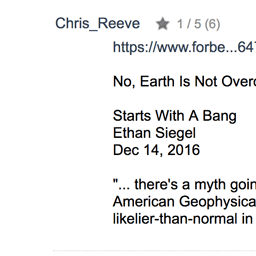 Chris_Reeve ★ 1 / 5 (6)
https://www.forbe...64
No, Earth Is Not Over
Starts With A Bang
Ethan Siegel
Dec 14, 2016
"... there's a myth goin
American Geophysica
likelier-than-normal in